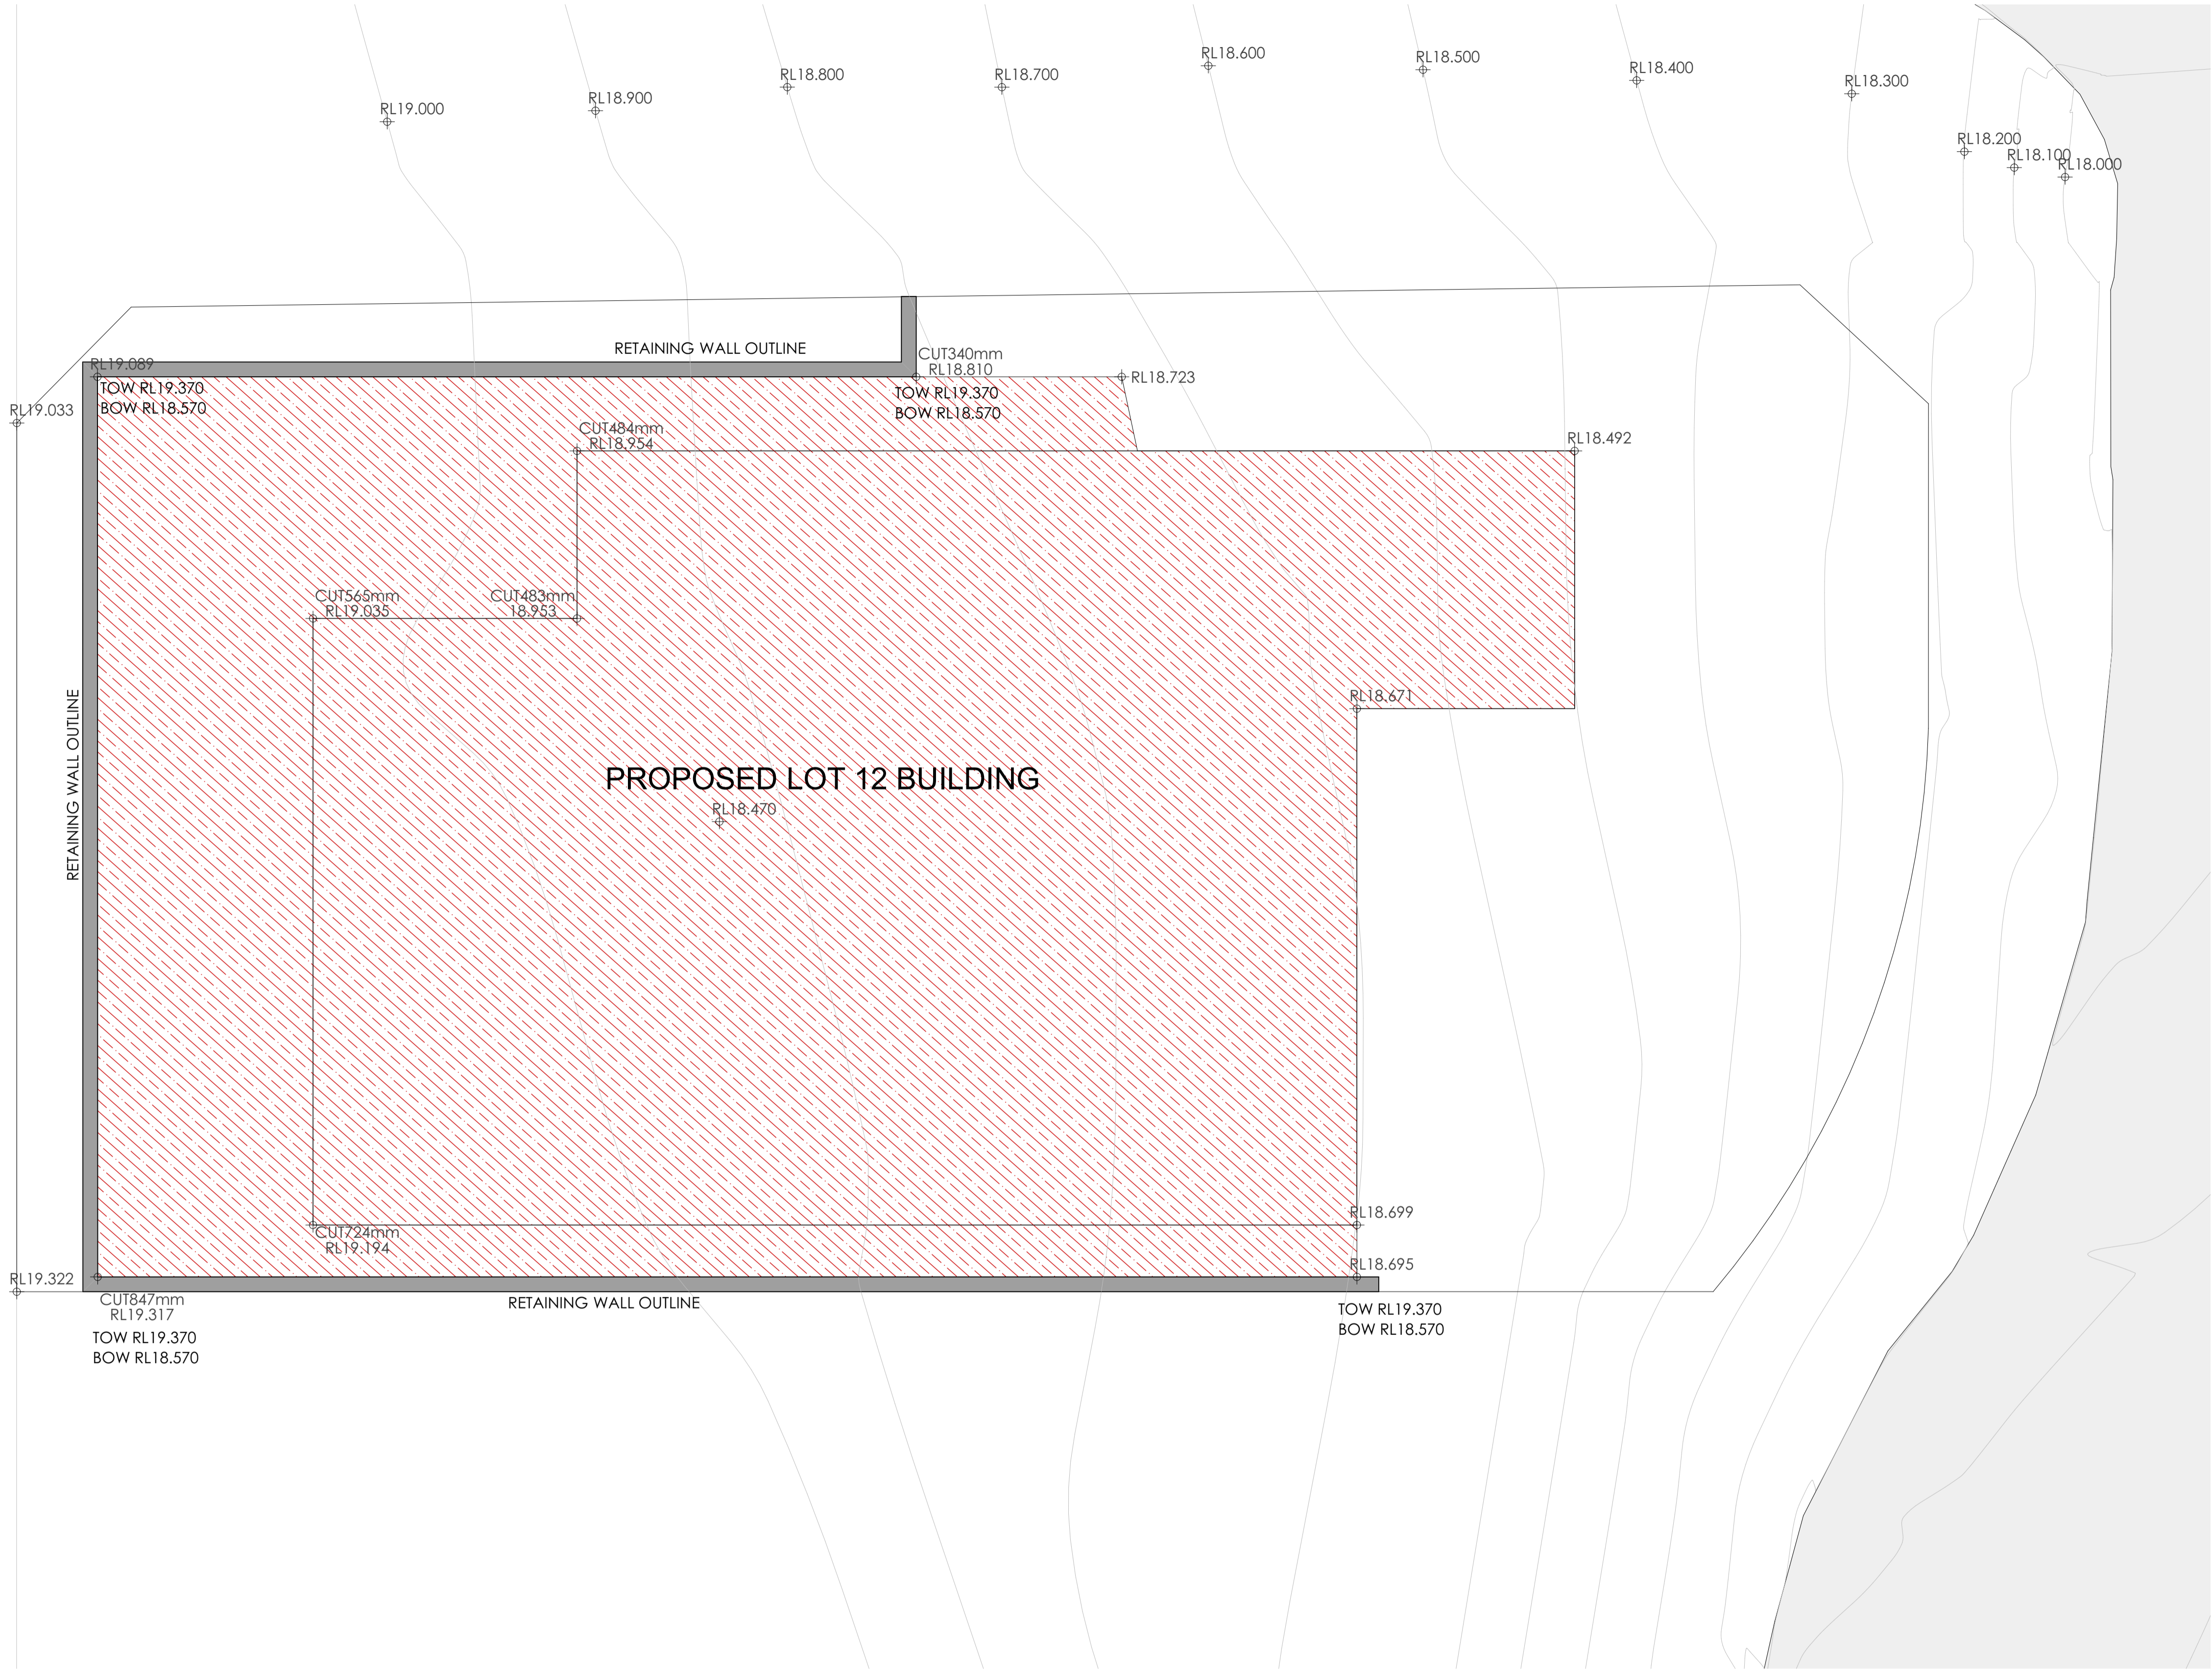 RL18.600
RL18.500
RL18.400
RL18.800
RL18.700
RL18.300
RL18.900
RL19.000
RL18.200
RL18.100
RL18.000
RETAINING WALL OUTLINE
CUT340mm
RL18.810
RL19.089
RL18.723
TOW RL19.370
BOW RL18.570
TOW RL19.370
BOW RL18.570
RL19.033
CUT484mm
RL18.954
RL18.492
CUT565mm
RL19.035
CUT483mm
18.953
RL18.671
RETAINING WALL OUTLINE
PROPOSED LOT 12 BUILDING
RL18.470
RL18.699
CUT724mm
RL19.194
RL18.695
RL19.322
CUT847mm
RL19.317
RETAINING WALL OUTLINE
TOW RL19.370
BOW RL18.570
TOW RL19.370
BOW RL18.570